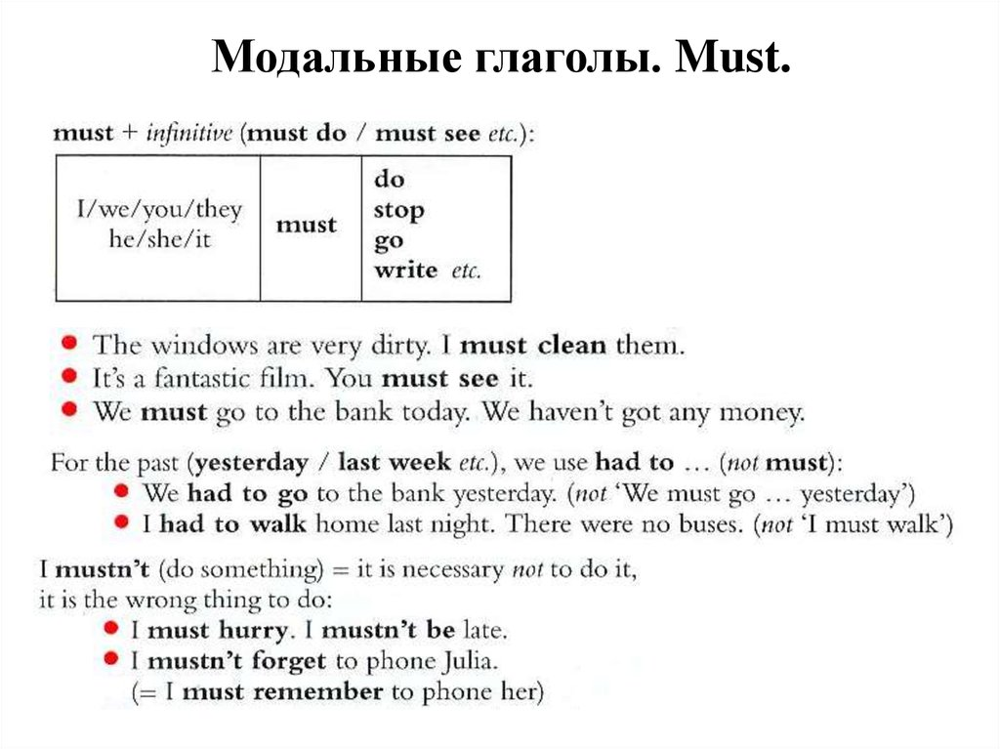 Модальные глаголы. Must.
must + infinitive (must do / must see etc.):
I/we/you/they
he/she/it
must
do
stop
go
write etc.
• The windows are very dirty. I must clean them.
• It's a fantastic film. You must see it.
• We must go to the bank today. We haven't got any money.
For the past (yesterday / last week etc.), we use had to … (not must):
• We had to go to the bank yesterday. (not ‘We must go … yesterday’)
• I had to walk home last night. There were no buses. (not ‘I must walk’)
I mustn't (do something) = it is necessary not to do it,
it is the wrong thing to do:
• I must hurry. I mustn't be late.
• I mustn't forget to phone Julia.
(= I must remember to phone her)